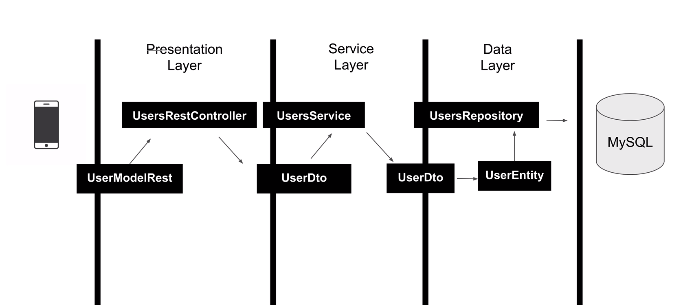 Presentation
Layer
Service
Layer
Data
Layer
UsersRestController
UsersService
UsersRepository
MySQL
UserModelRest
UserDto
UserDto
UserEntity